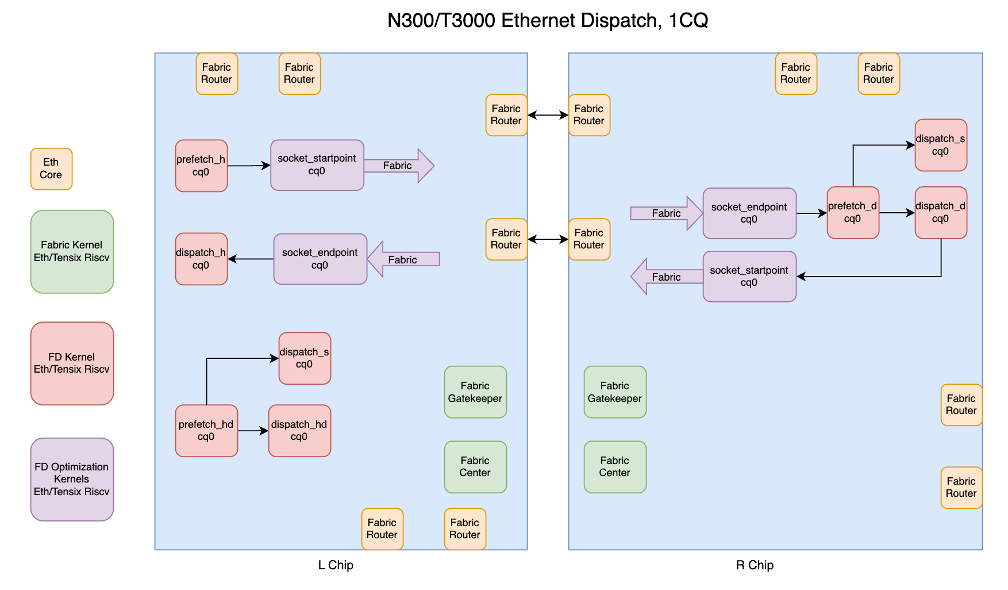 N300/T3000 Ethernet Dispatch, 1CQ
Eth
Core
Fabric Kernel
Eth/Tensix Riscv
FD Kernel
Eth/Tensix Riscv
FD Optimization
Kernels
Eth/Tensix Riscv
Fabric
Router
Fabric
Router
Fabric
Router
prefetch_h
cq0
socket_startpoint
cq0
Fabric
dispatch_h
cq0
socket_endpoint
cq0
Fabric
Fabric
Router
dispatch_s
cq0
prefetch_hd
cq0
dispatch_hd
cq0
Fabric
Gatekeeper
Fabric
Center
Fabric
Router
Fabric
Router
L Chip
Fabric
Router
Fabric
Router
Fabric
Router
dispatch_s
cq0
Fabric
socket_endpoint
cq0
prefetch_d
cq0
dispatch_d
cq0
Fabric
Router
Fabric
socket_startpoint
cq0
Fabric
Gatekeeper
Fabric
Router
Fabric
Center
Fabric
Router
R Chip